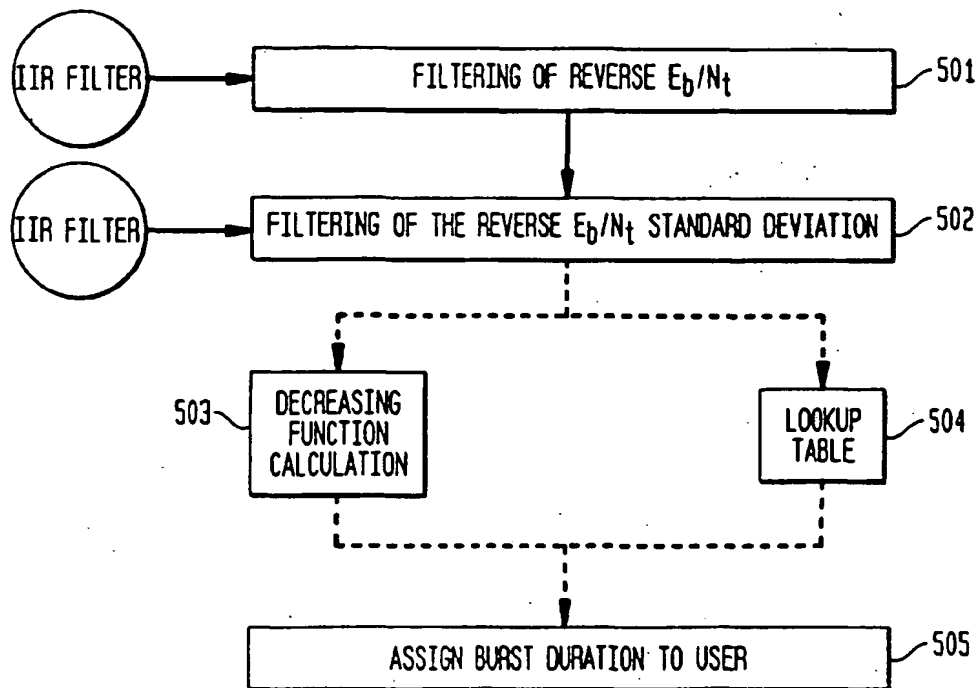 IIR FILTER
FILTERING OF REVERSE Eb/Nt
501
IIR FILTER
FILTERING OF THE REVERSE Eb/Nt STANDARD DEVIATION
502
503
DECREASING
FUNCTION
CALCULATION
LOOKUP
TABLE
504
ASSIGN BURST DURATION TO USER
505